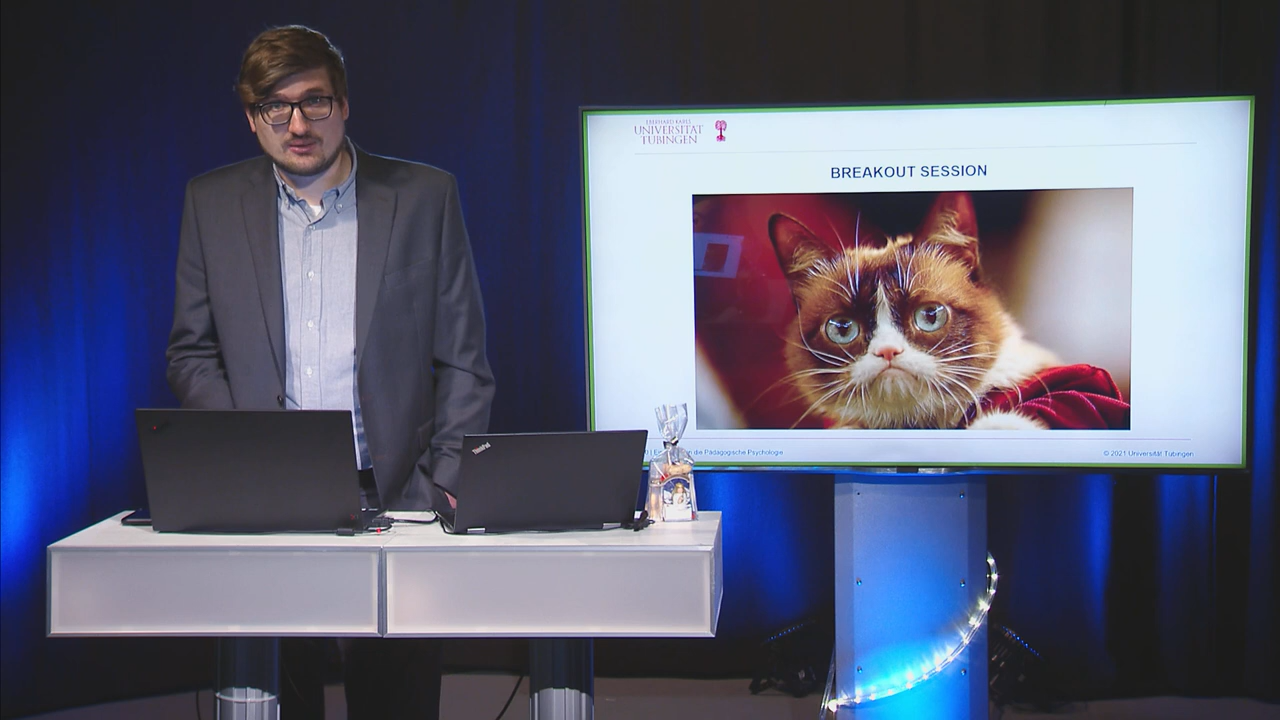 EBERHARD KARLS
UNIVERSITÄT
TÜBINGEN
BREAKOUT SESSION
die Pädagogische Psychologie
© 2021 Universität Tübingen
ThinkPad